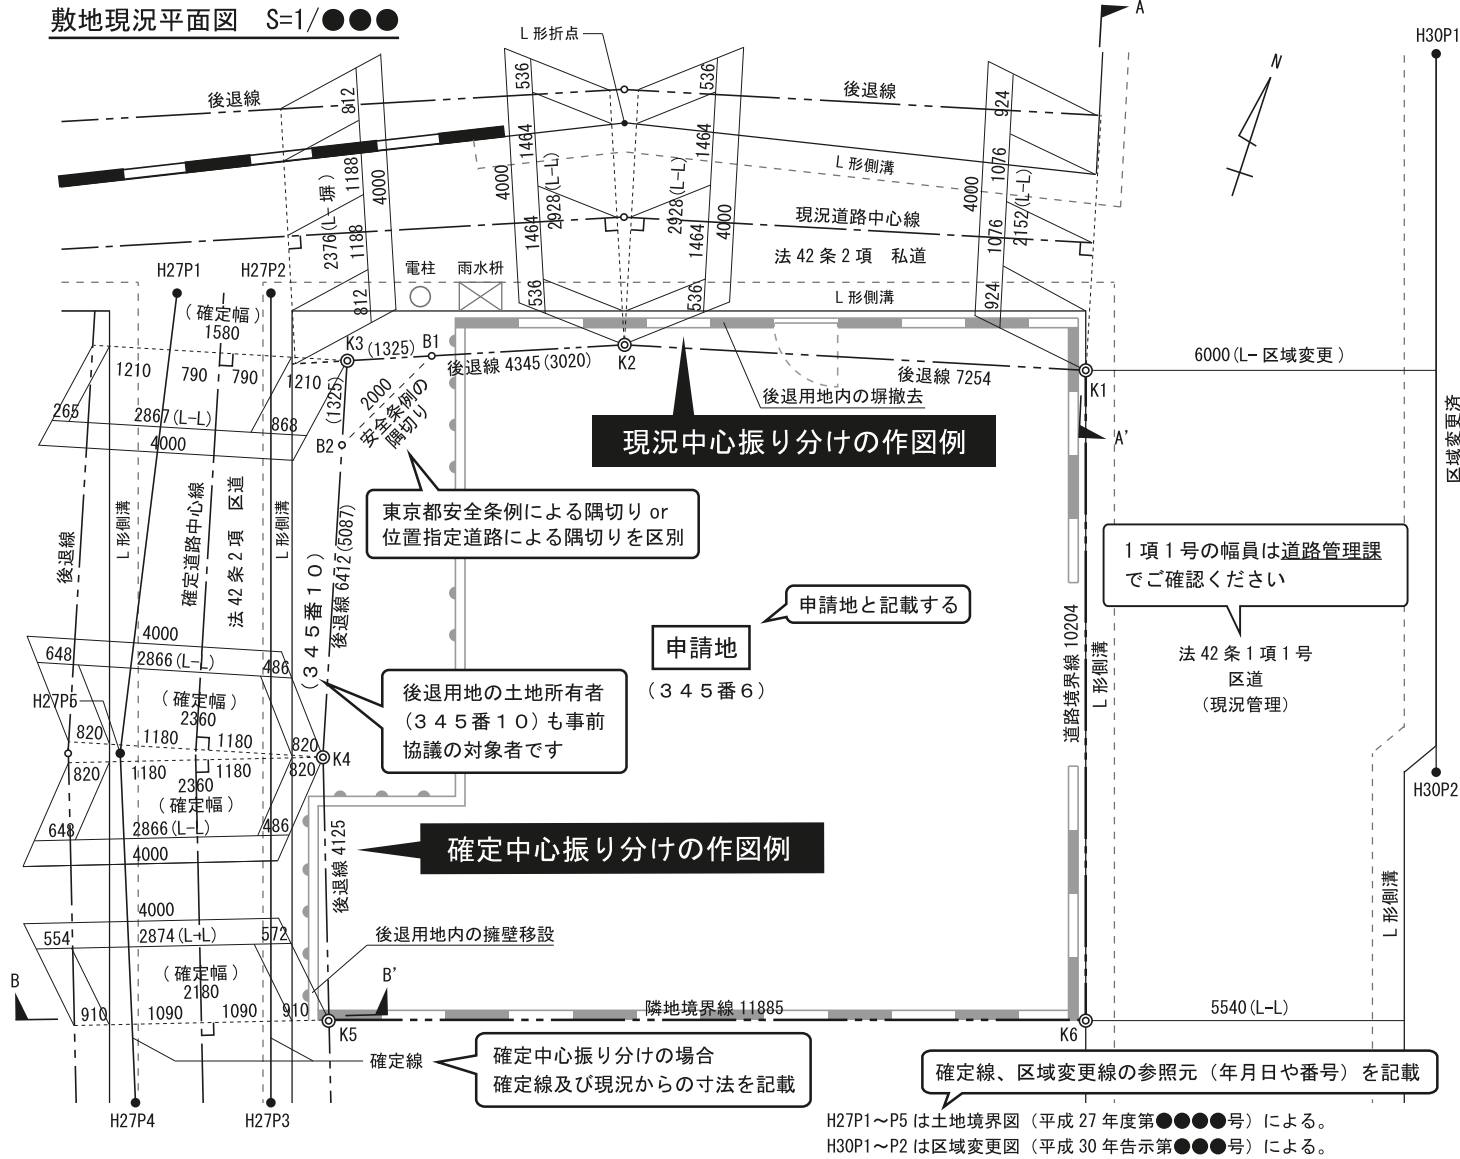 敷地現況平面図 S=1/●●●
A
H30P1
L形折点
後退線
812
536
536
後退線
924
N
1188
4000
1464
2928(L-L)
4000
2928(L-L)
1464
L形側溝
1076
4000
2376(L-塀)
1188
1464
1464
4000
現況道路中心線
1076
2152(L-L)
法42条2項 私道
H27P1
H27P2
電柱
雨水枡
812
536
536
L形側溝
924
(確定幅)
1580
K3
(1325)
B1
後退線 4345(3020)
K2
後退線 7254
6000(L-区域変更)
K1
1210
790
790
1210
(1325)
2000
安全条例の
隅切り
後退用地内の塀撤去
265
2867(L-L)
868
4000
B2
現況中心振り分けの作図例
A'
区域変更済
東京都安全条例による隅切り or
位置指定道路による隅切りを区別
後退線
L形側溝
確定道路中心線
法42条2項 区道
L形側溝
(345番10)
後退線 6412(5087)
1項1号の幅員は道路管理課
でご確認ください
申請地と記載する
申請地
(345番6)
道路境界線 10204
L形側溝
法42条1項1号
区道
(現況管理)
4000
648
2866(L-L)
486
後退用地の土地所有者
(345番10)も事前
協議の対象者です
H27P5
(確定幅)
2360
820
1180
1180
820
K4
820
1180
1180
820
2360
(確定幅)
648
2866(L-L)
486
4000
H30P2
確定中心振り分けの作図例
後退線 4125
L形側溝
4000
554
2874(L-L)
572
後退用地内の擁壁移設
(確定幅)
2180
B
B'
910
1090
1090
910
K5
隣地境界線 11885
K6
5540(L-L)
確定線
確定中心振り分けの場合
確定線及び現況からの寸法を記載
確定線、区域変更線の参照元（年月日や番号）を記載
H27P4
H27P3
H27P1～P5は土地境界図（平成27年度第●●●●号）による。
H30P1～P2は区域変更図（平成30年告示第●●●号）による。